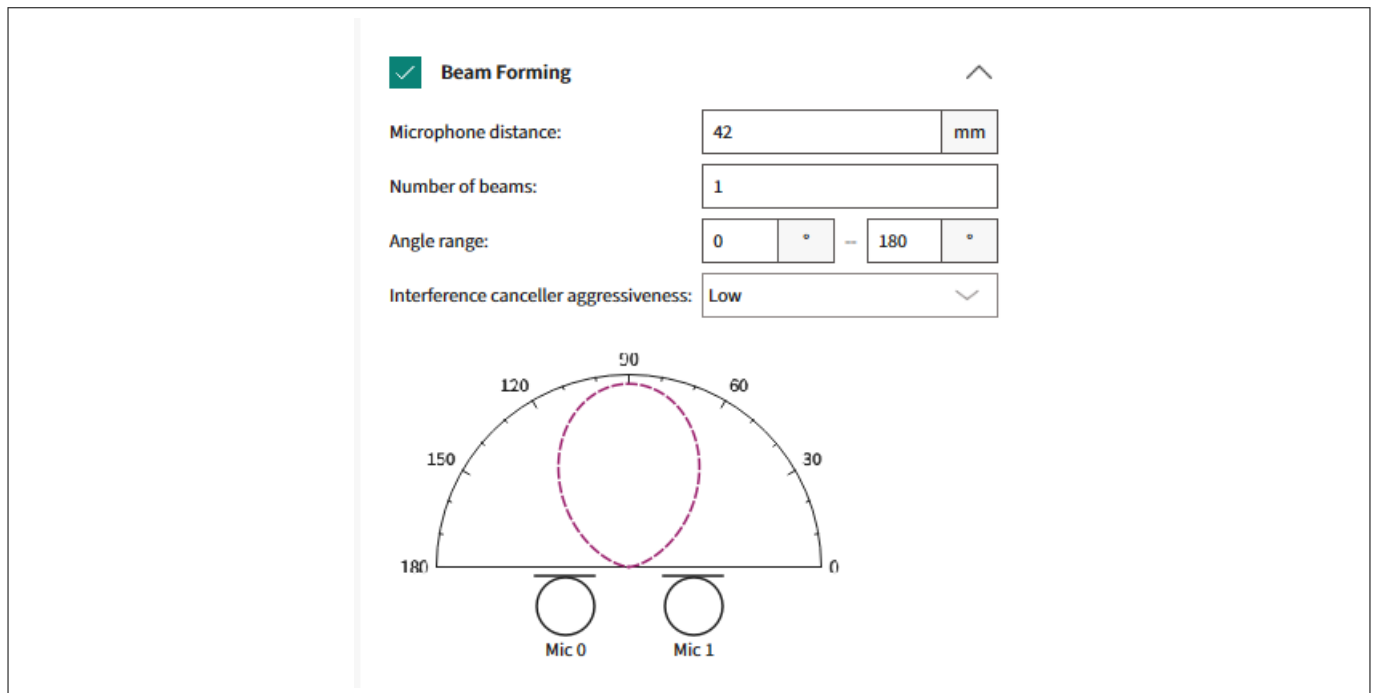 Beam Forming
Microphone distance: 42 mm
Number of beams: 1
Angle range: 0 ° -- 180 °
Interference canceller aggressiveness: Low
90
120 60
150 30
180 0
Mic 0 Mic 1